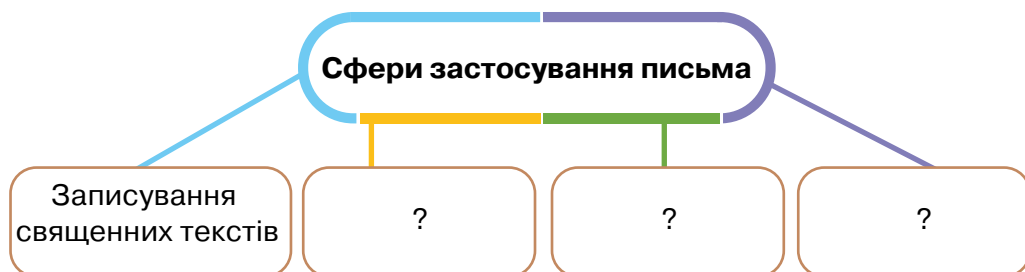 Сфери застосування письма
Записування
священних текстів
?
?
?